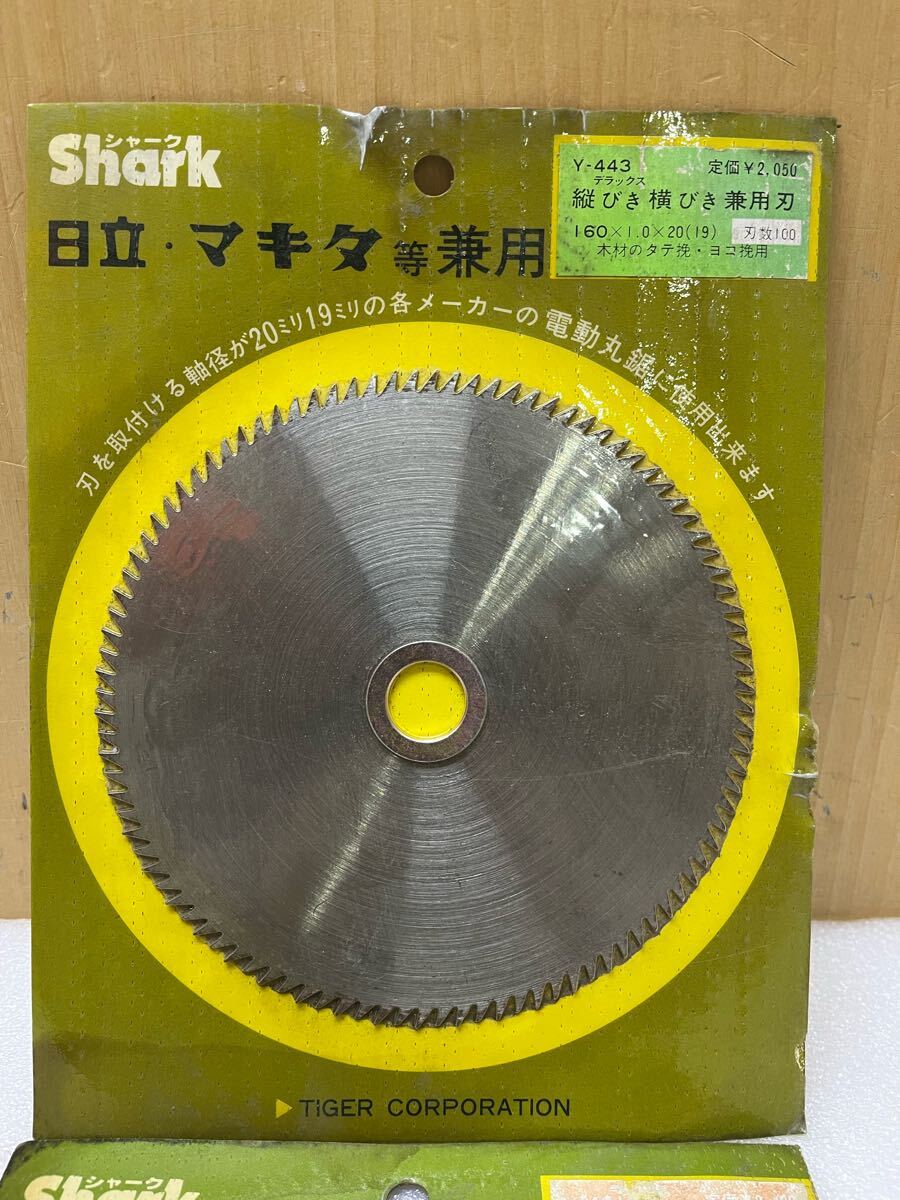 シャーク
Shark
日立・マキタ等兼用
Y-443 定価¥2,050
デラックス
縦びき横びき兼用刃
160×1.0×20(19) 刃数100
木材のタテ挽・ヨコ挽用
刃を取付ける軸径が20ミリ19ミリの各メーカーの電動丸鋸に使用出来ます
TIGER CORPORATION
シャーク
Shark